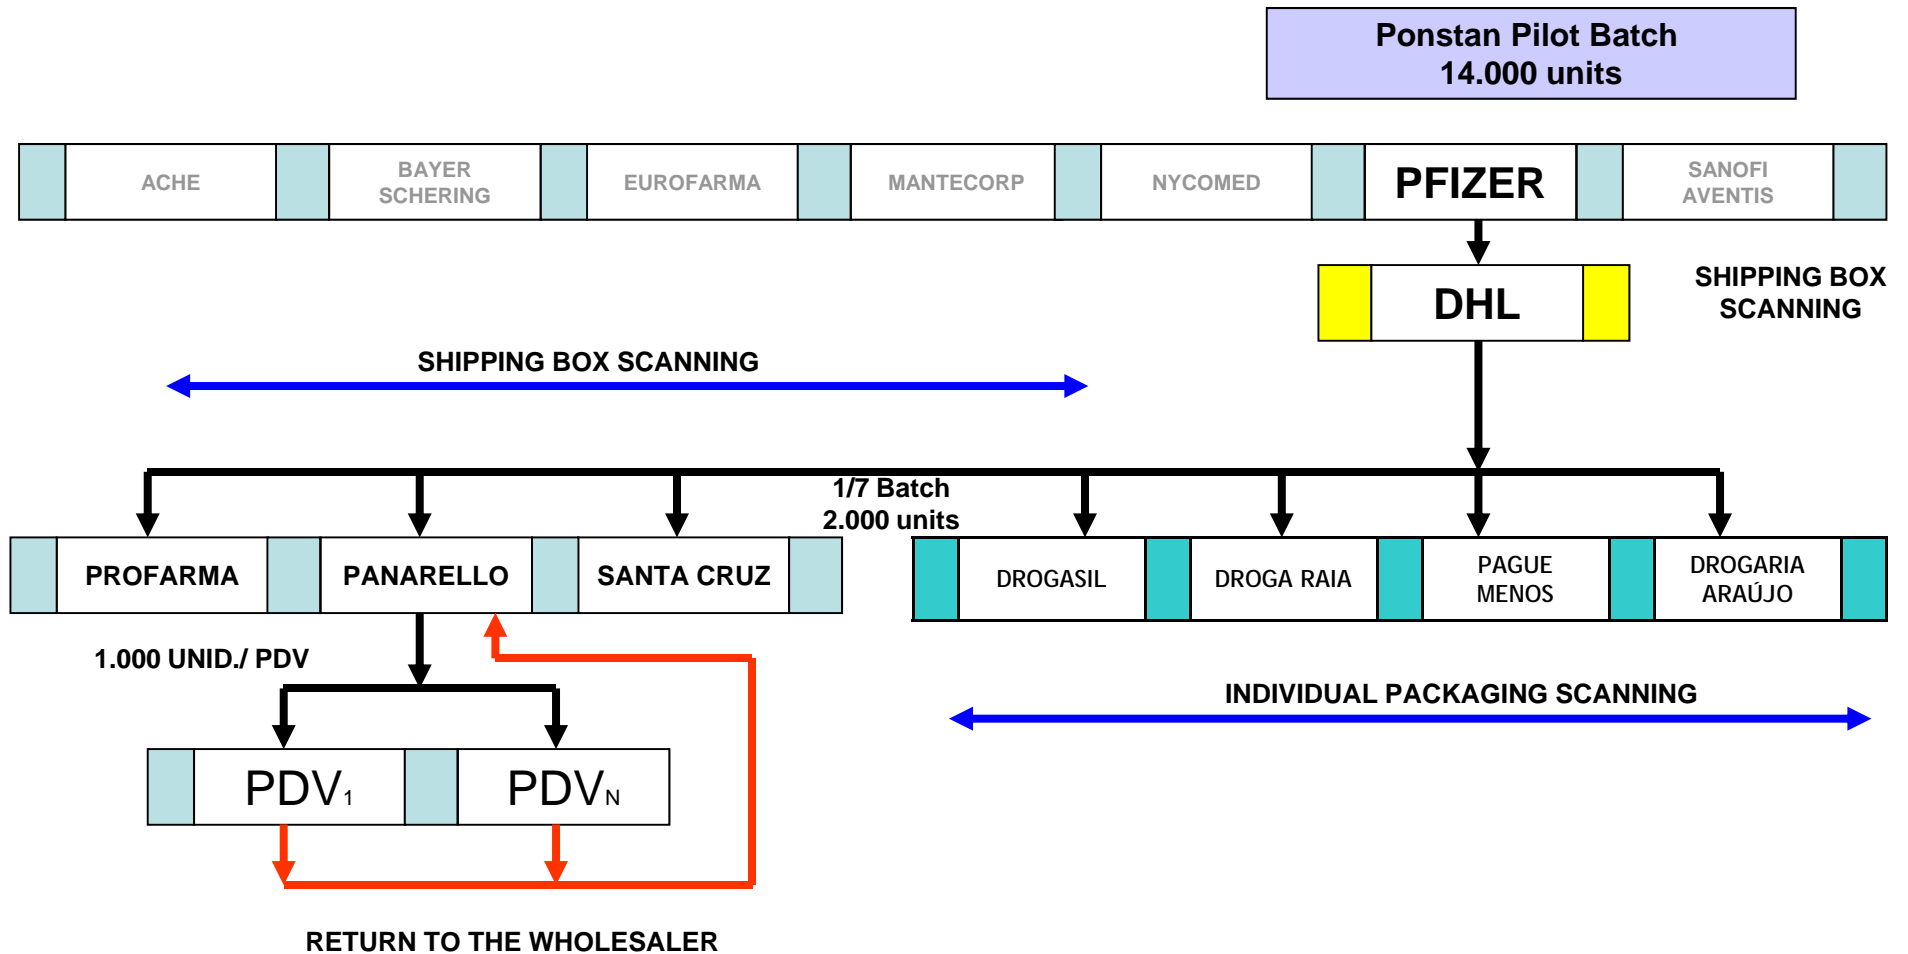 Ponstan Pilot Batch
14.000 units
ACHE
BAYER
SCHERING
EUROFARMA
MANTECORP
NYCOMED
PFIZER
SANOFI
AVENTIS
DHL
SHIPPING BOX
SCANNING
SHIPPING BOX SCANNING
1/7 Batch
2.000 units
PROFARMA
PANARELLO
SANTA CRUZ
DROGASIL
DROGA RAIA
PAGUE
MENOS
DROGARIA
ARAÚJO
1.000 UNID./ PDV
INDIVIDUAL PACKAGING SCANNING
PDV1
PDVN
RETURN TO THE WHOLESALER